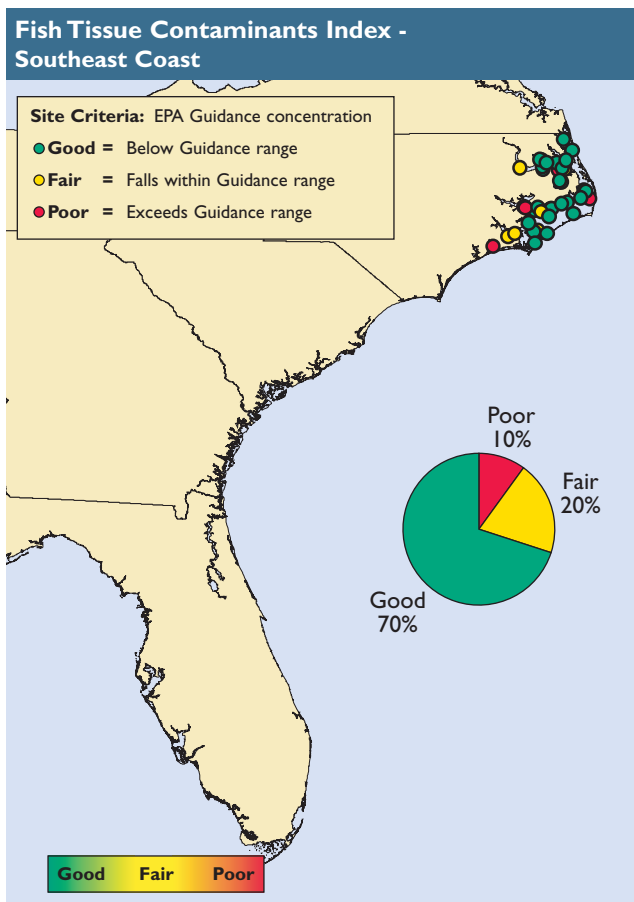 Fish Tissue Contaminants Index -
Southeast Coast
Site Criteria: EPA Guidance concentration
Good = Below Guidance range
Fair = Falls within Guidance range
Poor = Exceeds Guidance range
Poor
10%
Fair
20%
Good
70%
Good Fair Poor